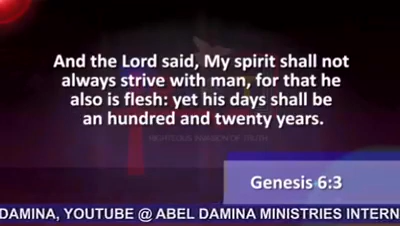 And the Lord said, My spirit shall not
always strive with man, for that he
also is flesh: yet his days shall be
an hundred and twenty years.
Genesis 6:3
DAMINA, YOUTUBE @ ABEL DAMINA MINISTRIES INTERN